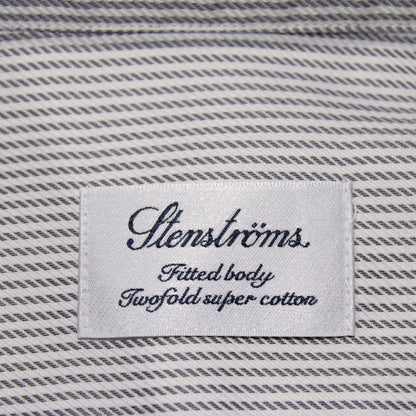 Stenströms
Fitted body
Twofold super cotton